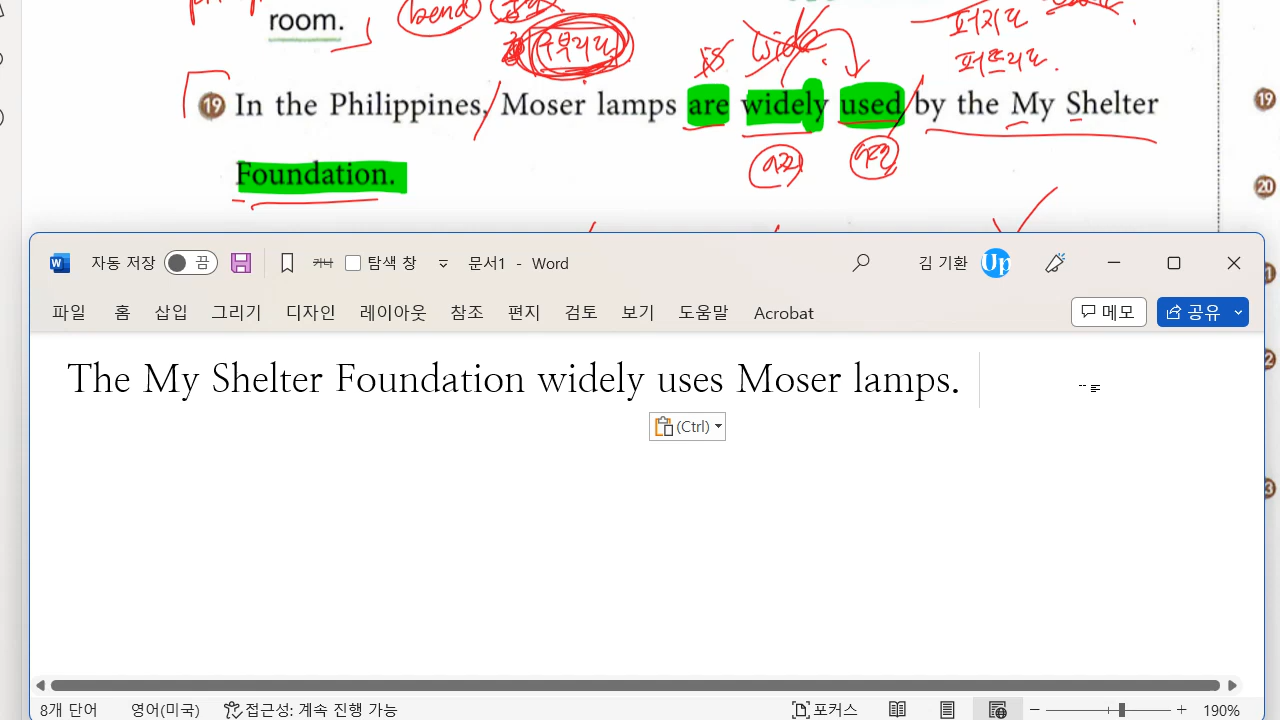 room.
bend
구부리다
wide
퍼지다
퍼뜨리다.
19 In the Philippines, Moser lamps are widely used by the My Shelter
19
Foundation.
20
자동 저장 끔 가나 탐색 창 문서1 - Word 김 기환 Up
파일 홈 삽입 그리기 디자인 레이아웃 참조 편지 검토 보기 도움말 Acrobat 메모 공유
The My Shelter Foundation widely uses Moser lamps.
(Ctrl)
8개 단어 영어(미국) 접근성: 계속 진행 가능 포커스 190%